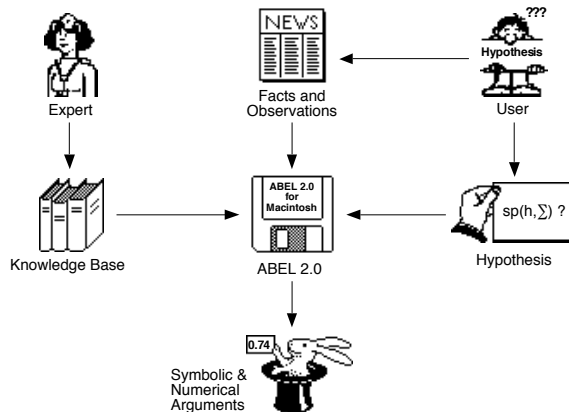 NEWS
???
Hypothesis
Expert
Facts and
Observations
User
ABEL 2.0
for
Macintosh
sp(h,∑) ?
Knowledge Base
ABEL 2.0
Hypothesis
0.74
Symbolic &
Numerical
Arguments